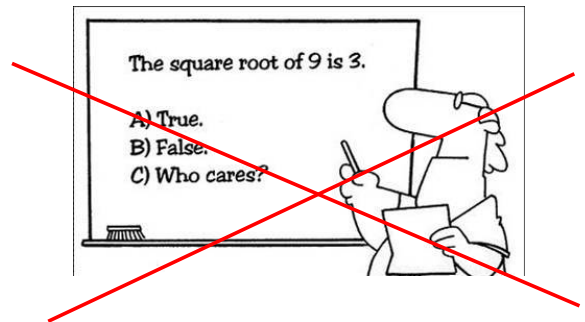 The square root of 9 is 3.
A) True.
B) False.
C) Who cares?